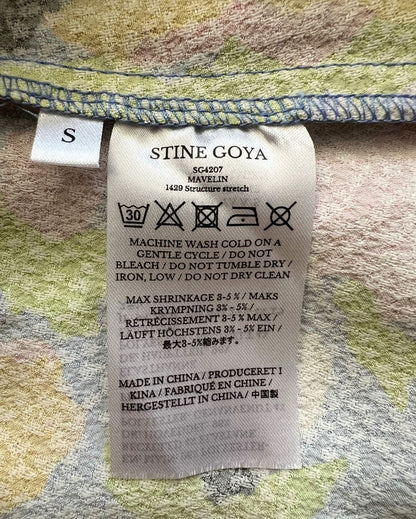 S
STINE GOYA
SG4207
MAVELIN
1429 Structure stretch
30
MACHINE WASH COLD ON A
GENTLE CYCLE / DO NOT
BLEACH / DO NOT TUMBLE DRY /
IRON, LOW / DO NOT DRY CLEAN
MAX SHRINKAGE 3-5 % / MAKS
KRYMPNING 3% - 5% /
RÉTRÉCISSEMENT 3-5 % MAX /
LÄUFT HÖCHSTENS 3% - 5% EIN /
最大3-5%縮みます。
MADE IN CHINA / PRODUCERET I
KINA / FABRIQUÉ EN CHINE /
HERGESTELLT IN CHINA / 中国製